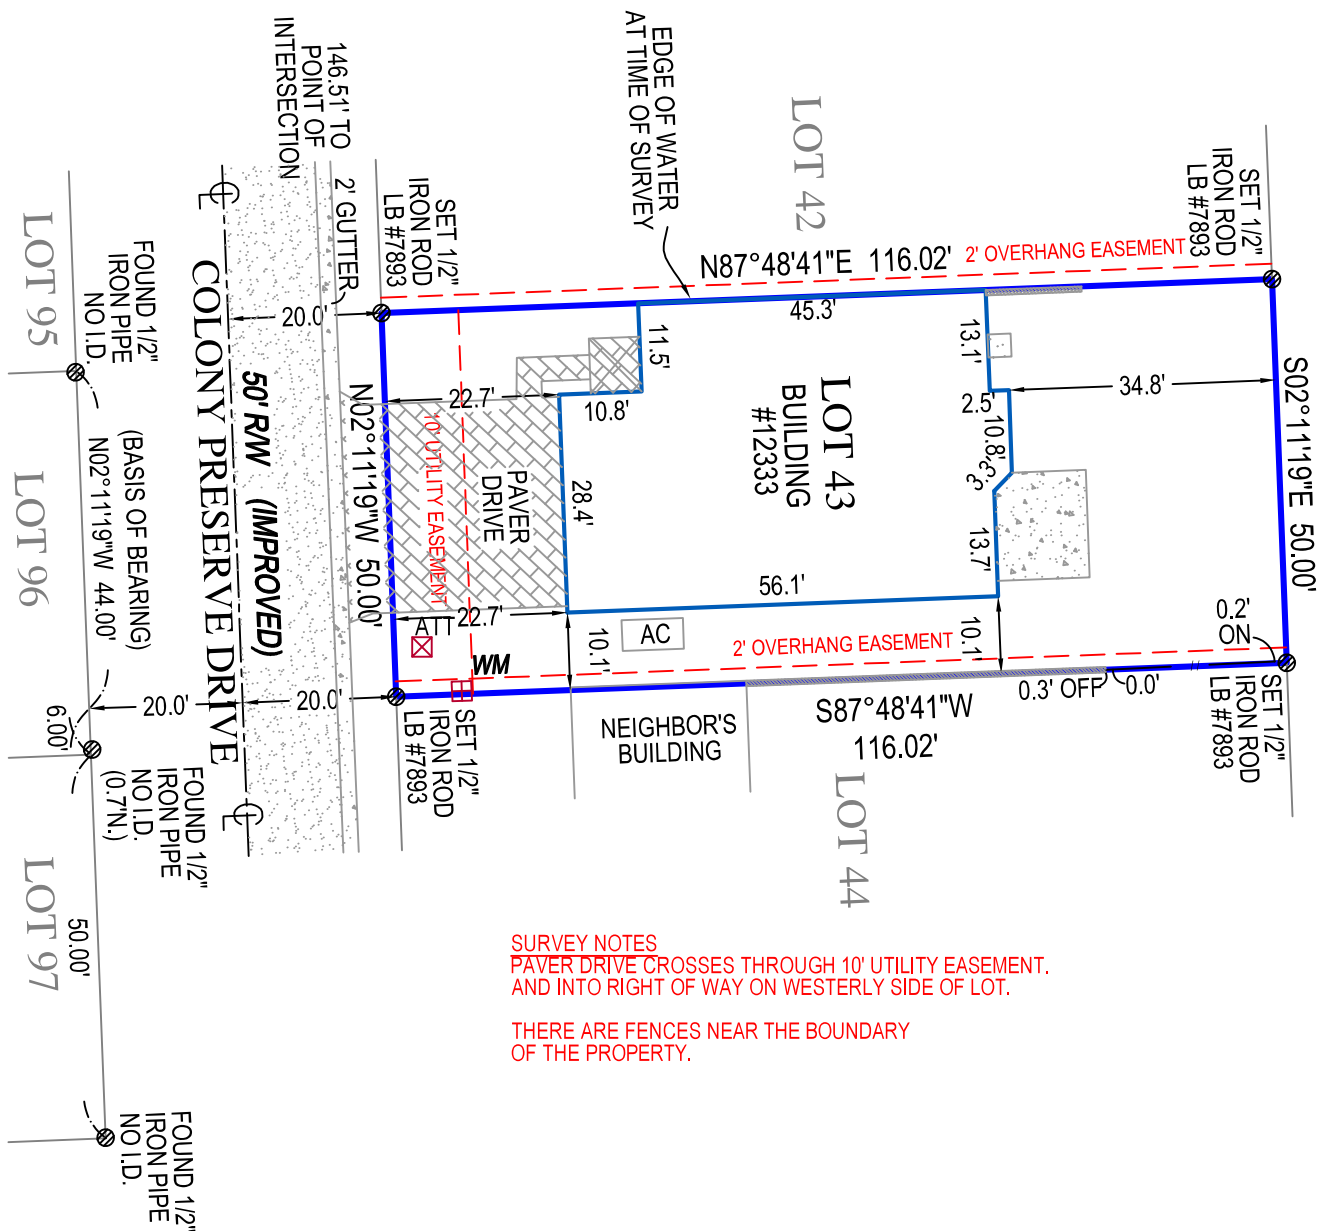 146.51' TO
POINT OF
INTERSECTION
EDGE OF WATER
AT TIME OF SURVEY
LOT 42
SET 1/2"
IRON ROD
LB #7893
SET 1/2"
IRON ROD
LB #7893
2' GUTTER
N87°48'41"E 116.02'
2' OVERHANG EASEMENT
45.3'
11.5'
13.1'
20.0'
LOT 95
FOUND 1/2"
IRON PIPE
NO I.D.
COLONY PRESERVE DRIVE
50' R/W (IMPROVED)
N02°11'19"W 50.00'
22.7'
10.8'
LOT 43
BUILDING
#12333
2.5'
10.8'
3.3'
34.8'
S02°11'19"E 50.00'
10' UTILITY EASEMENT
PAVER
DRIVE
28.4'
13.7'
56.1'
LOT 96
(BASIS OF BEARING)
N02°11'19"W 44.00'
22.7'
ATT
WM
10.1'
AC
2' OVERHANG EASEMENT
10.1'
0.2'
ON
20.0'
20.0'
6.00'
SET 1/2"
IRON ROD
LB #7893
NEIGHBOR'S
BUILDING
S87°48'41"W
116.02'
0.3' OFF
0.0'
SET 1/2"
IRON ROD
LB #7893
FOUND 1/2"
IRON PIPE
NO I.D.
(0.7'N.)
LOT 44
LOT 97
50.00'
SURVEY NOTES
PAVER DRIVE CROSSES THROUGH 10' UTILITY EASEMENT.
AND INTO RIGHT OF WAY ON WESTERLY SIDE OF LOT.
THERE ARE FENCES NEAR THE BOUNDARY
OF THE PROPERTY.
FOUND 1/2"
IRON PIPE
NO I.D.